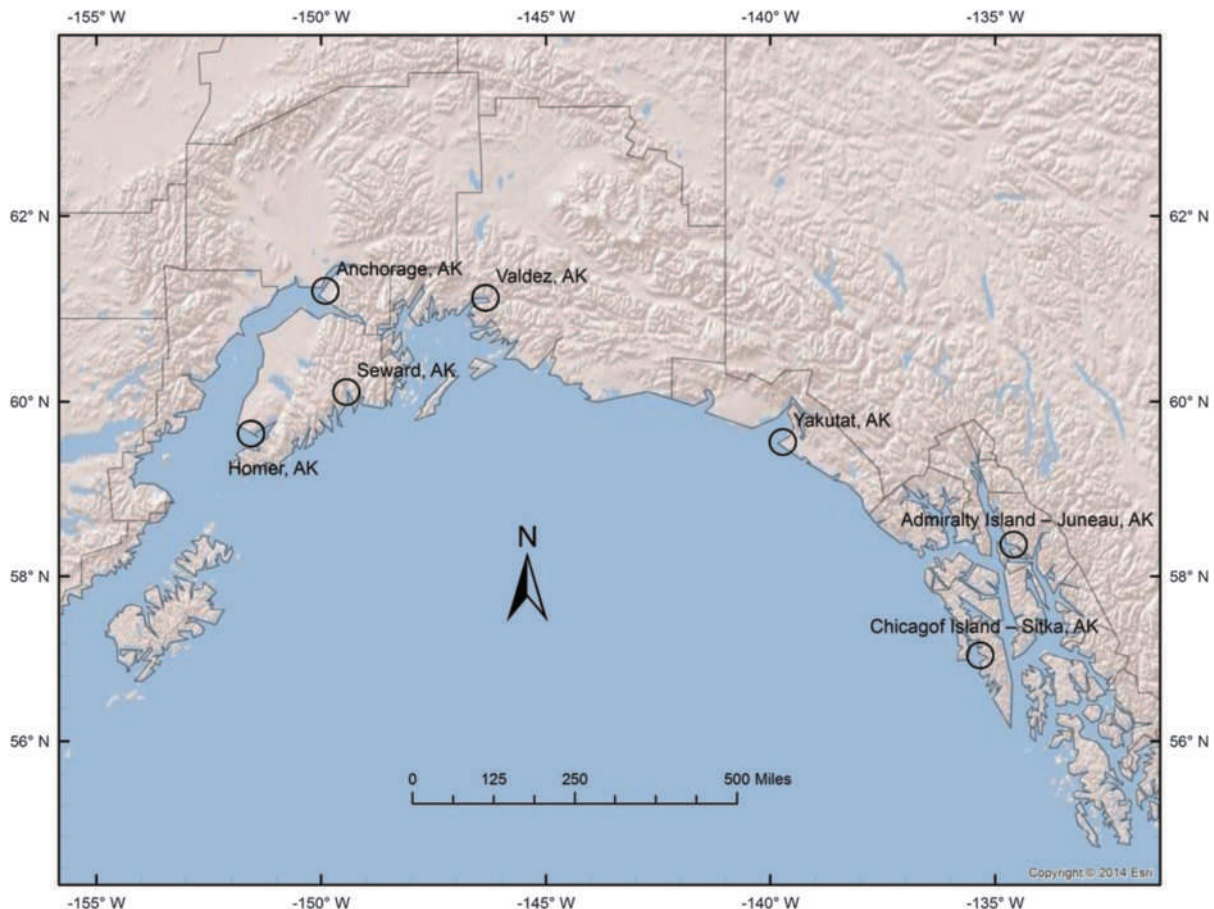 -155° W -150° W -145° W -140° W -135° W
62° N 62° N
Anchorage, AK
Valdez, AK
Seward, AK
60° N 60° N
Yakutat, AK
Homer, AK
Admiralty Island – Juneau, AK
N
58° N 58° N
Chicagof Island – Sitka, AK
56° N 56° N
0 125 250 500 Miles
Copyright © 2014 Esri
-155° W -150° W -145° W -140° W -135° W